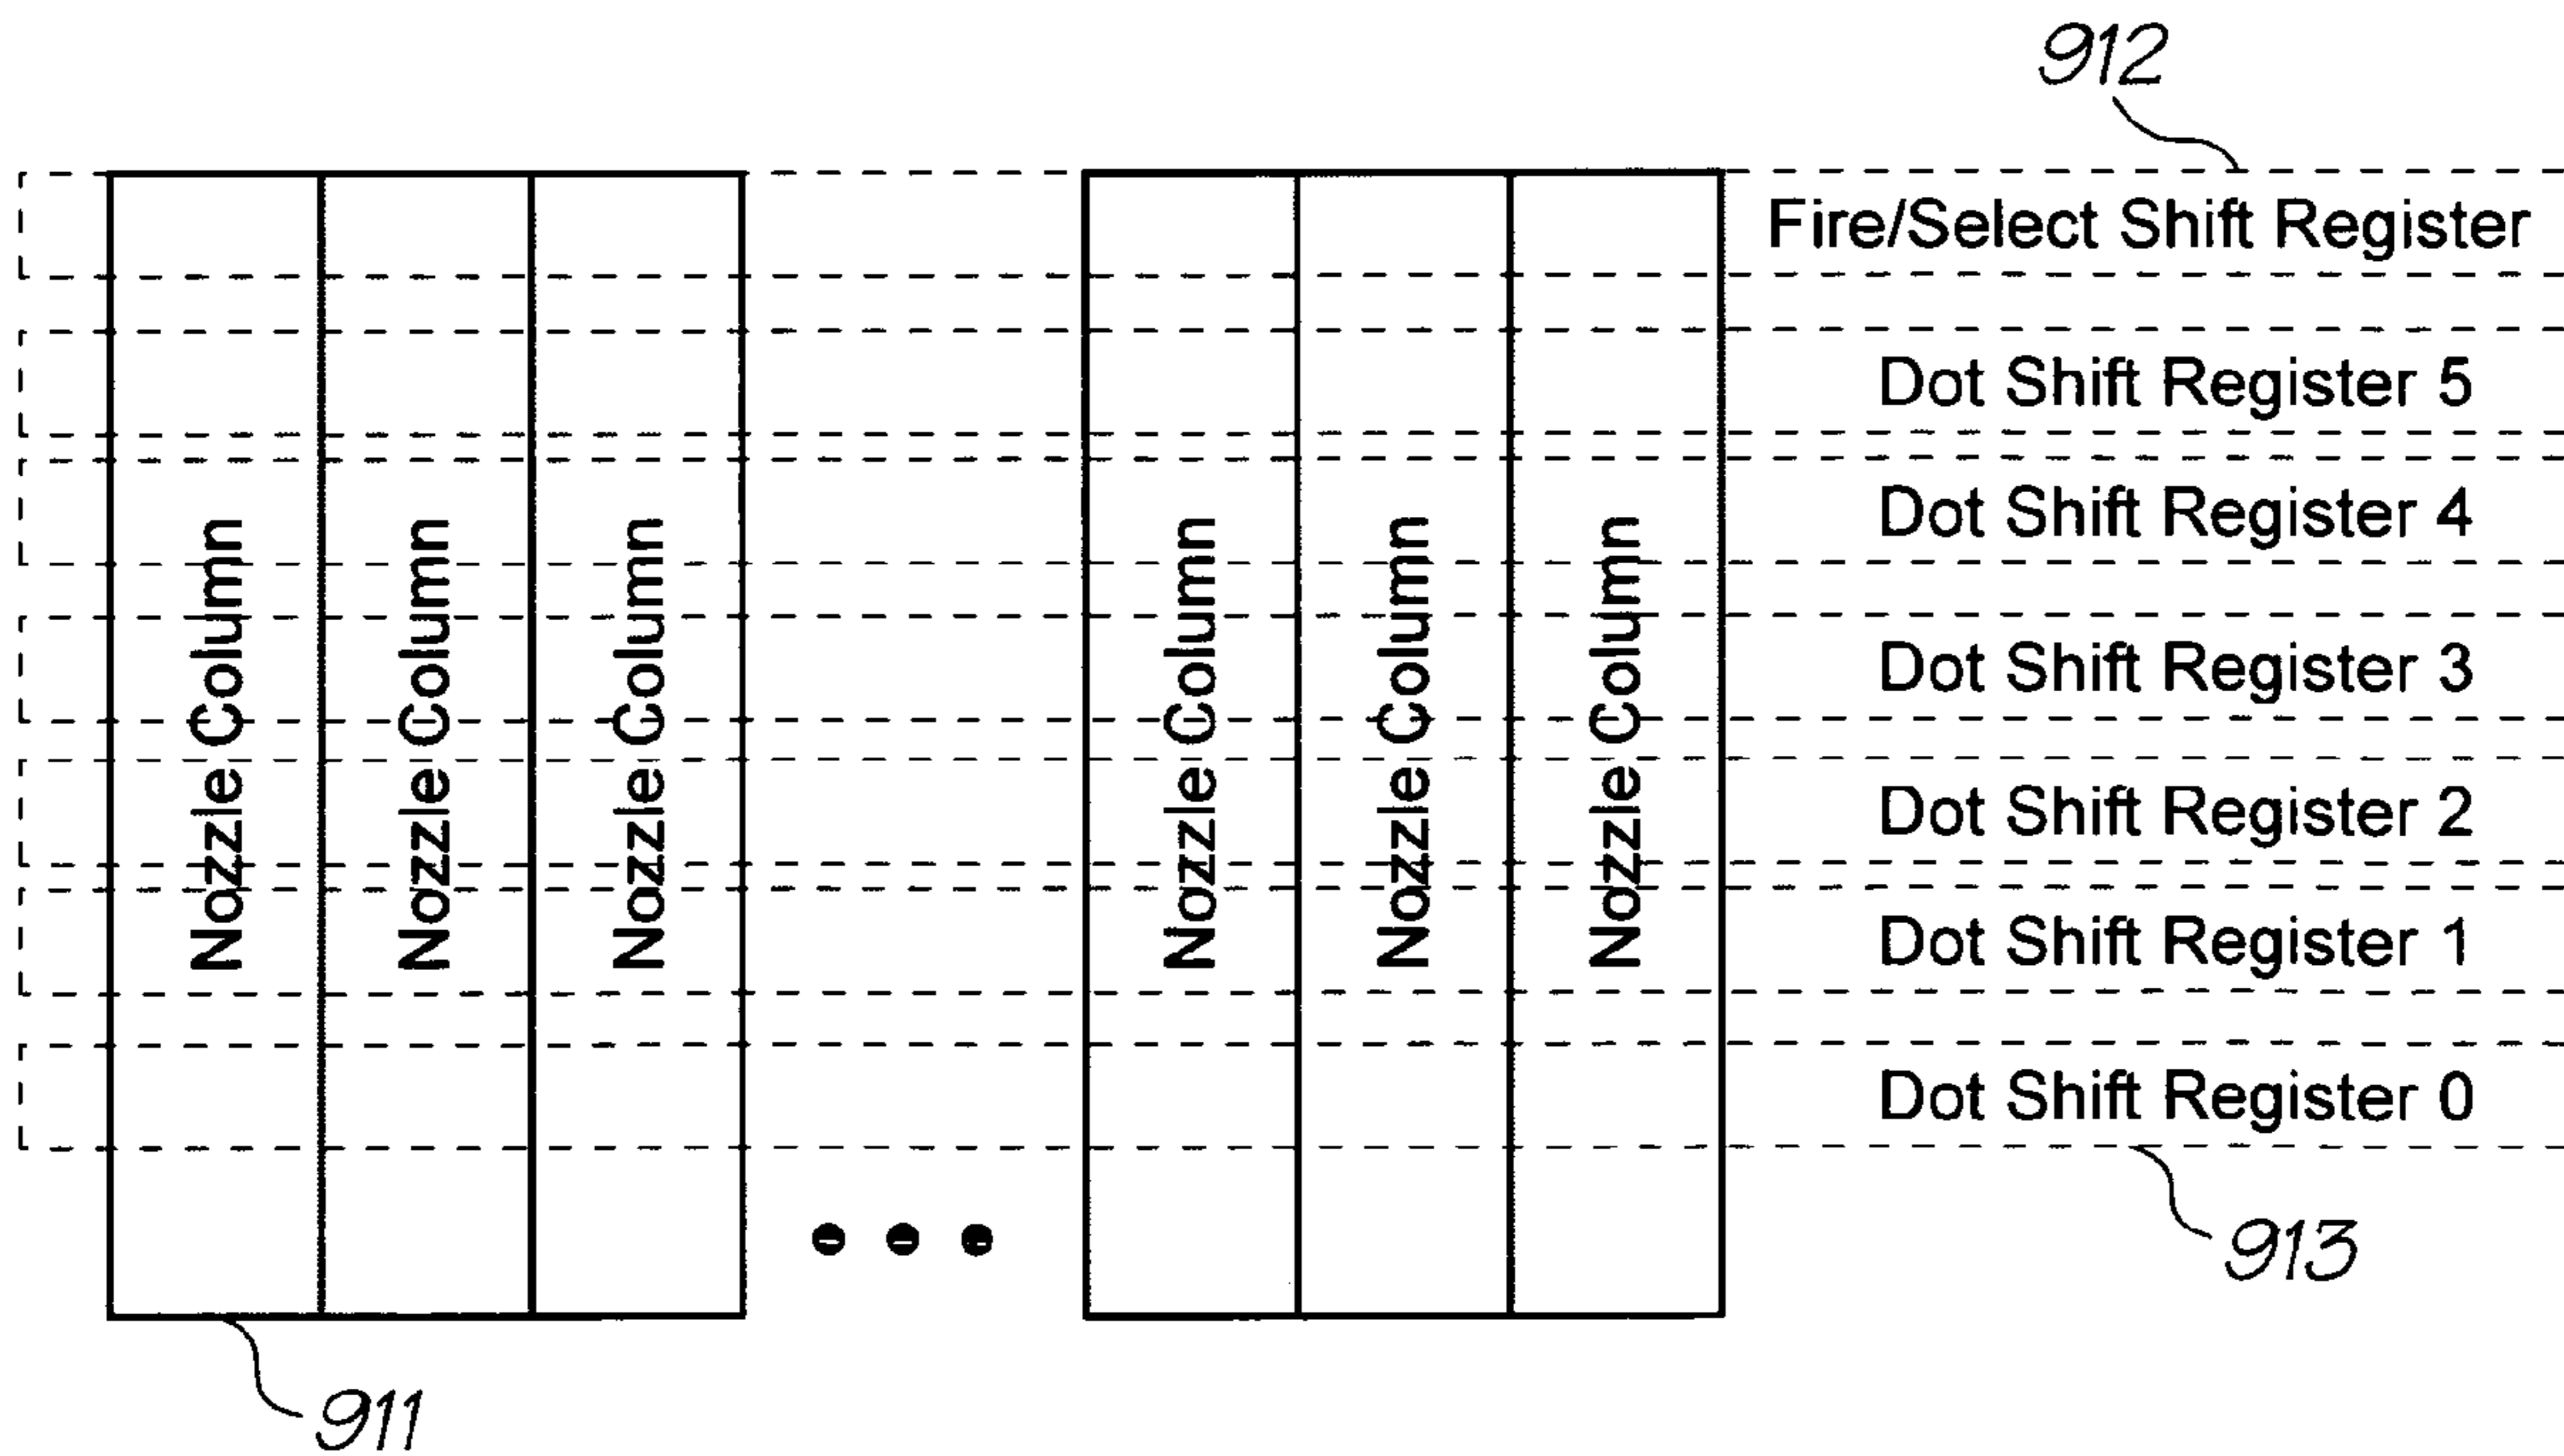 912
Fire/Select Shift Register
Dot Shift Register 5
Dot Shift Register 4
Dot Shift Register 3
Dot Shift Register 2
Dot Shift Register 1
Dot Shift Register 0
Nozzle Column
Nozzle Column
Nozzle Column
Nozzle Column
Nozzle Column
Nozzle Column
913
911